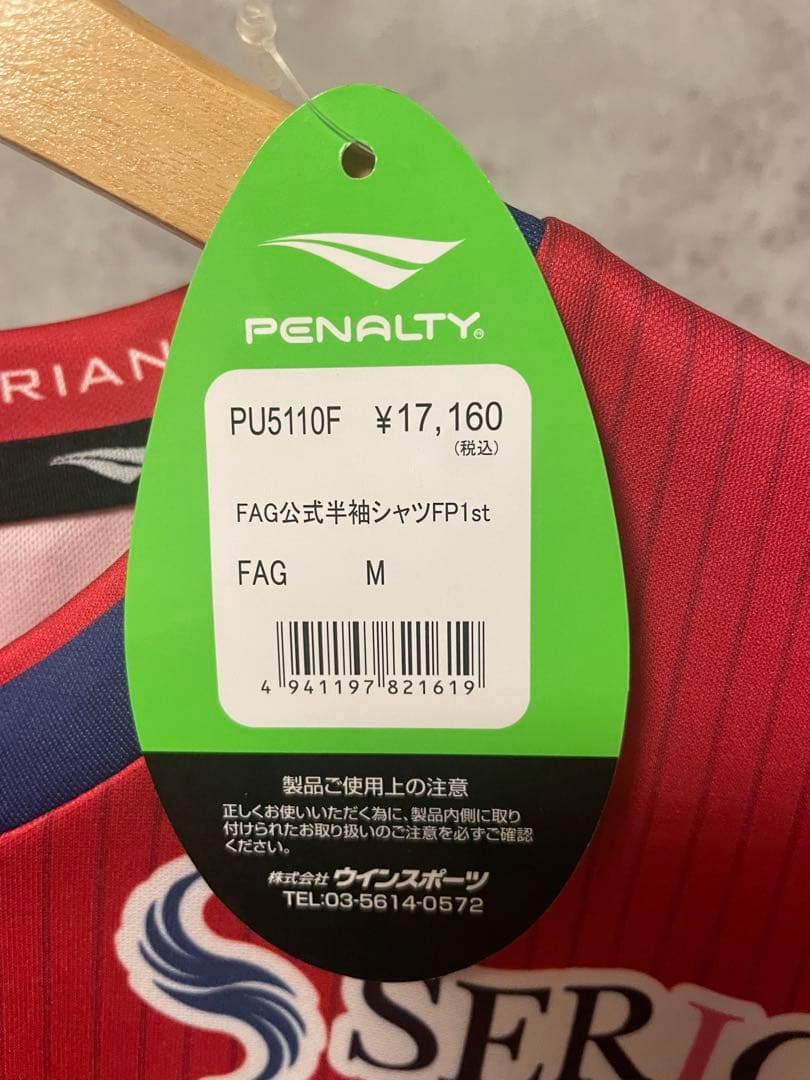 PENALTY®
RIAN
PU5110F ¥17,160
(税込)
FAG公式半袖シャツFP1st
FAG M
4 941197 821619
製品ご使用上の注意
正しくお使いいただく為に、製品内側に取り
付けられたお取り扱いのご注意を必ずご確認
ください。
株式会社 ウインスポーツ
TEL:03-5614-0572
SERIO